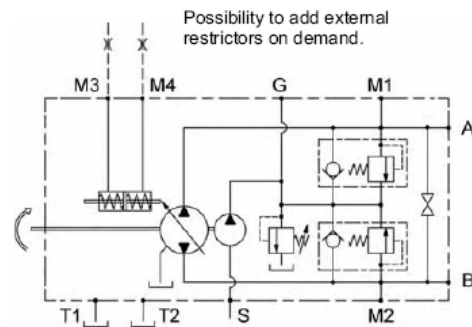 Possibility to add external
restrictors on demand.
M3 M4 G M1
A
B
T1 T2 S M2